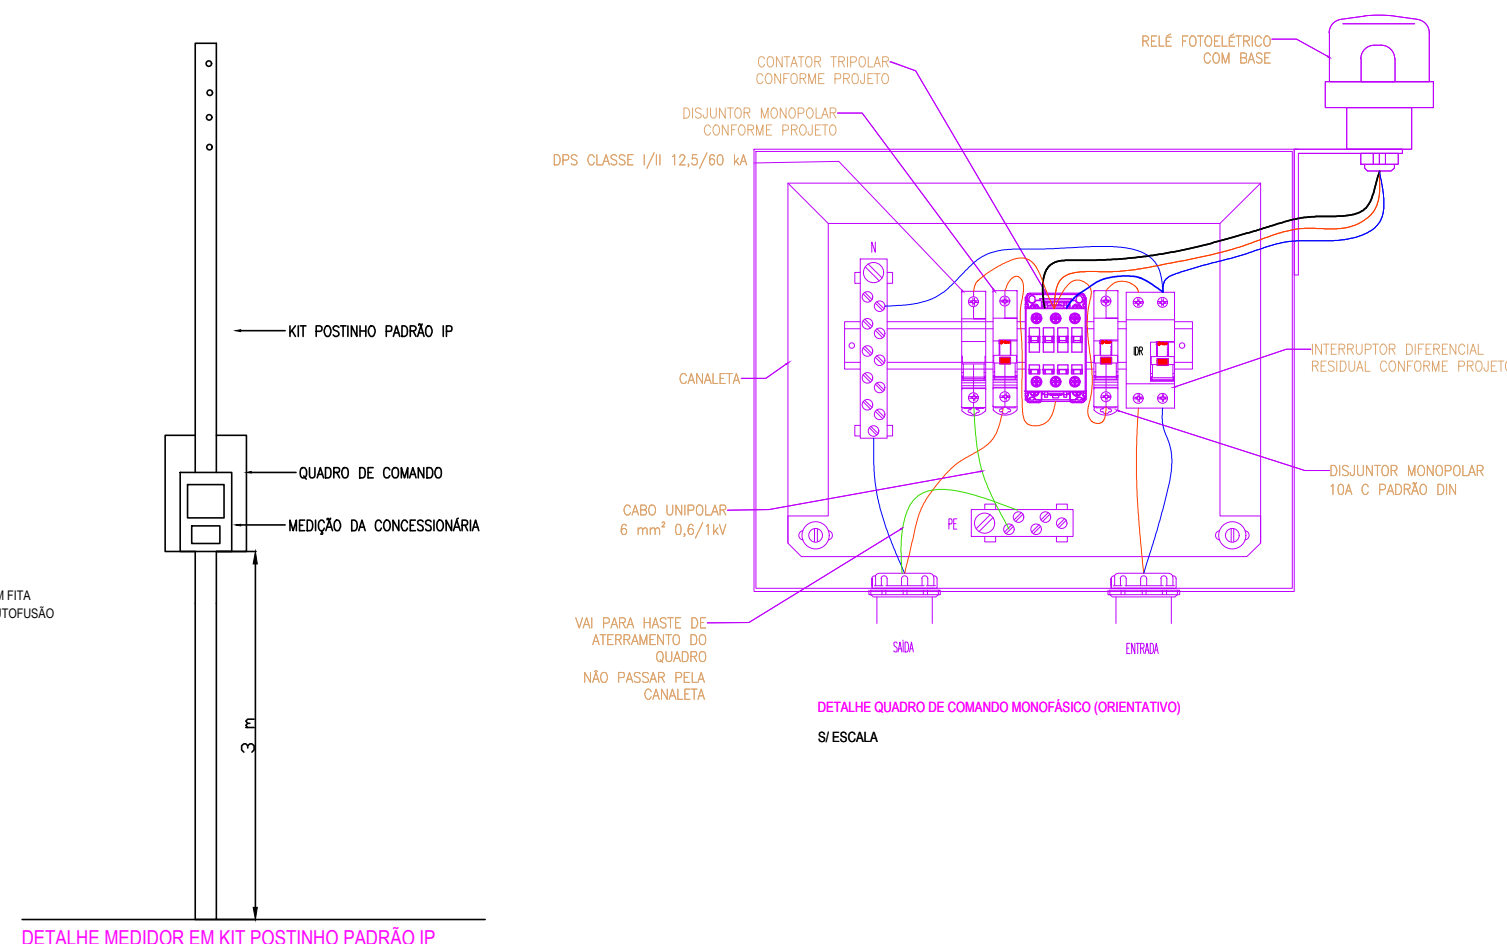 KIT POSTINHO PADRÃO IP
QUADRO DE COMANDO
MEDIÇÃO DA CONCESSIONÁRIA
M FITA
UTOFUSÃO
3 m
DETALHE MEDIDOR EM KIT POSTINHO PADRÃO IP
RELÉ FOTOELÉTRICO
COM BASE
CONTATOR TRIPOLAR
CONFORME PROJETO
DISJUNTOR MONOPOLAR
CONFORME PROJETO
DPS CLASSE I/II 12,5/60 kA
N
IDR
CANALETA
INTERRUPTOR DIFERENCIAL
RESIDUAL CONFORME PROJETO
DISJUNTOR MONOPOLAR
10A C PADRÃO DIN
CABO UNIPOLAR
6 mm² 0,6/1kV
PE
VAI PARA HASTE DE
ATERRAMENTO DO
QUADRO
NÃO PASSAR PELA
CANALETA
SAÍDA
ENTRADA
DETALHE QUADRO DE COMANDO MONOFÁSICO (ORIENTATIVO)
S/ ESCALA